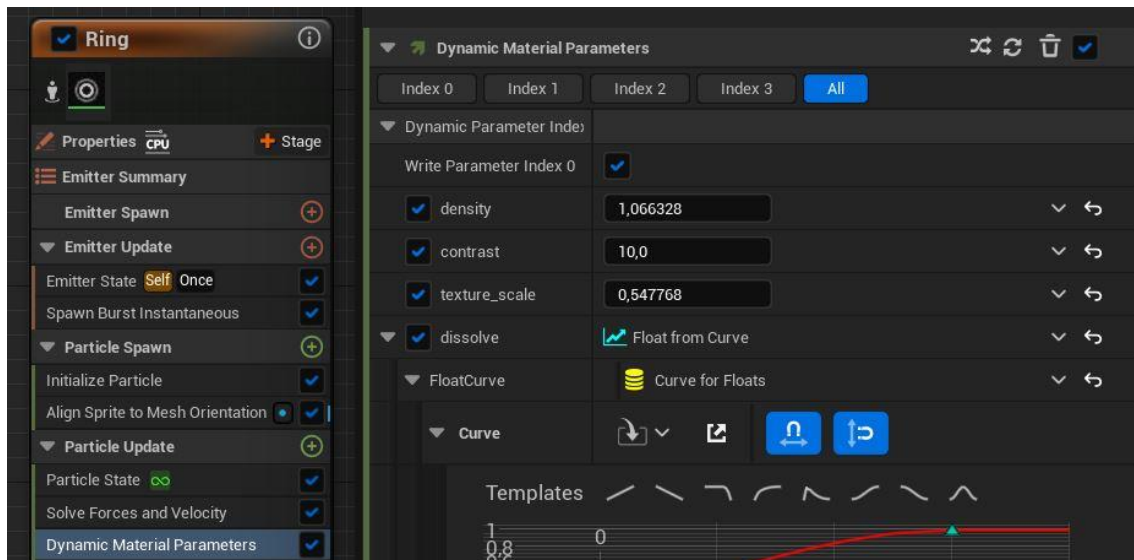 Ring
Properties CPU Stage
Emitter Summary
Emitter Spawn
Emitter Update
Emitter State Self Once
Spawn Burst Instantaneous
Particle Spawn
Initialize Particle
Align Sprite to Mesh Orientation
Particle Update
Particle State
Solve Forces and Velocity
Dynamic Material Parameters
Dynamic Material Parameters
Index 0 Index 1 Index 2 Index 3 All
Dynamic Parameter Index
Write Parameter Index 0
density 1,066328
contrast 10,0
texture_scale 0,547768
dissolve Float from Curve
FloatCurve Curve for Floats
Curve
Templates
1 0
0,8